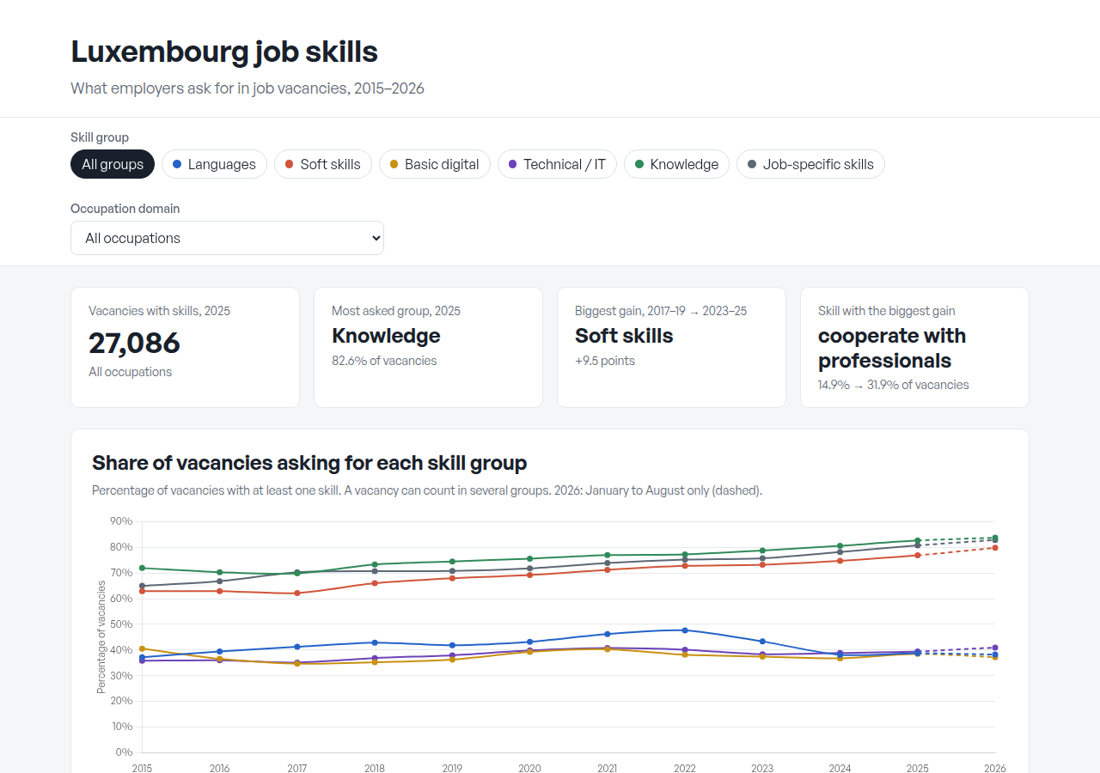 Luxembourg job skills
What employers ask for in job vacancies, 2015–2026
Skill group
All groups
Languages
Soft skills
Basic digital
Technical / IT
Knowledge
Job-specific skills
Occupation domain
All occupations
Vacancies with skills, 2025
27,086
All occupations
Most asked group, 2025
Knowledge
82.6% of vacancies
Biggest gain, 2017–19 → 2023–25
Soft skills
+9.5 points
Skill with the biggest gain
cooperate with
professionals
14.9% → 31.9% of vacancies
Share of vacancies asking for each skill group
Percentage of vacancies with at least one skill. A vacancy can count in several groups. 2026: January to August only (dashed).
Percentage of vacancies
90%
80%
70%
60%
50%
40%
30%
20%
10%
0%
2015 2016 2017 2018 2019 2020 2021 2022 2023 2024 2025 2026